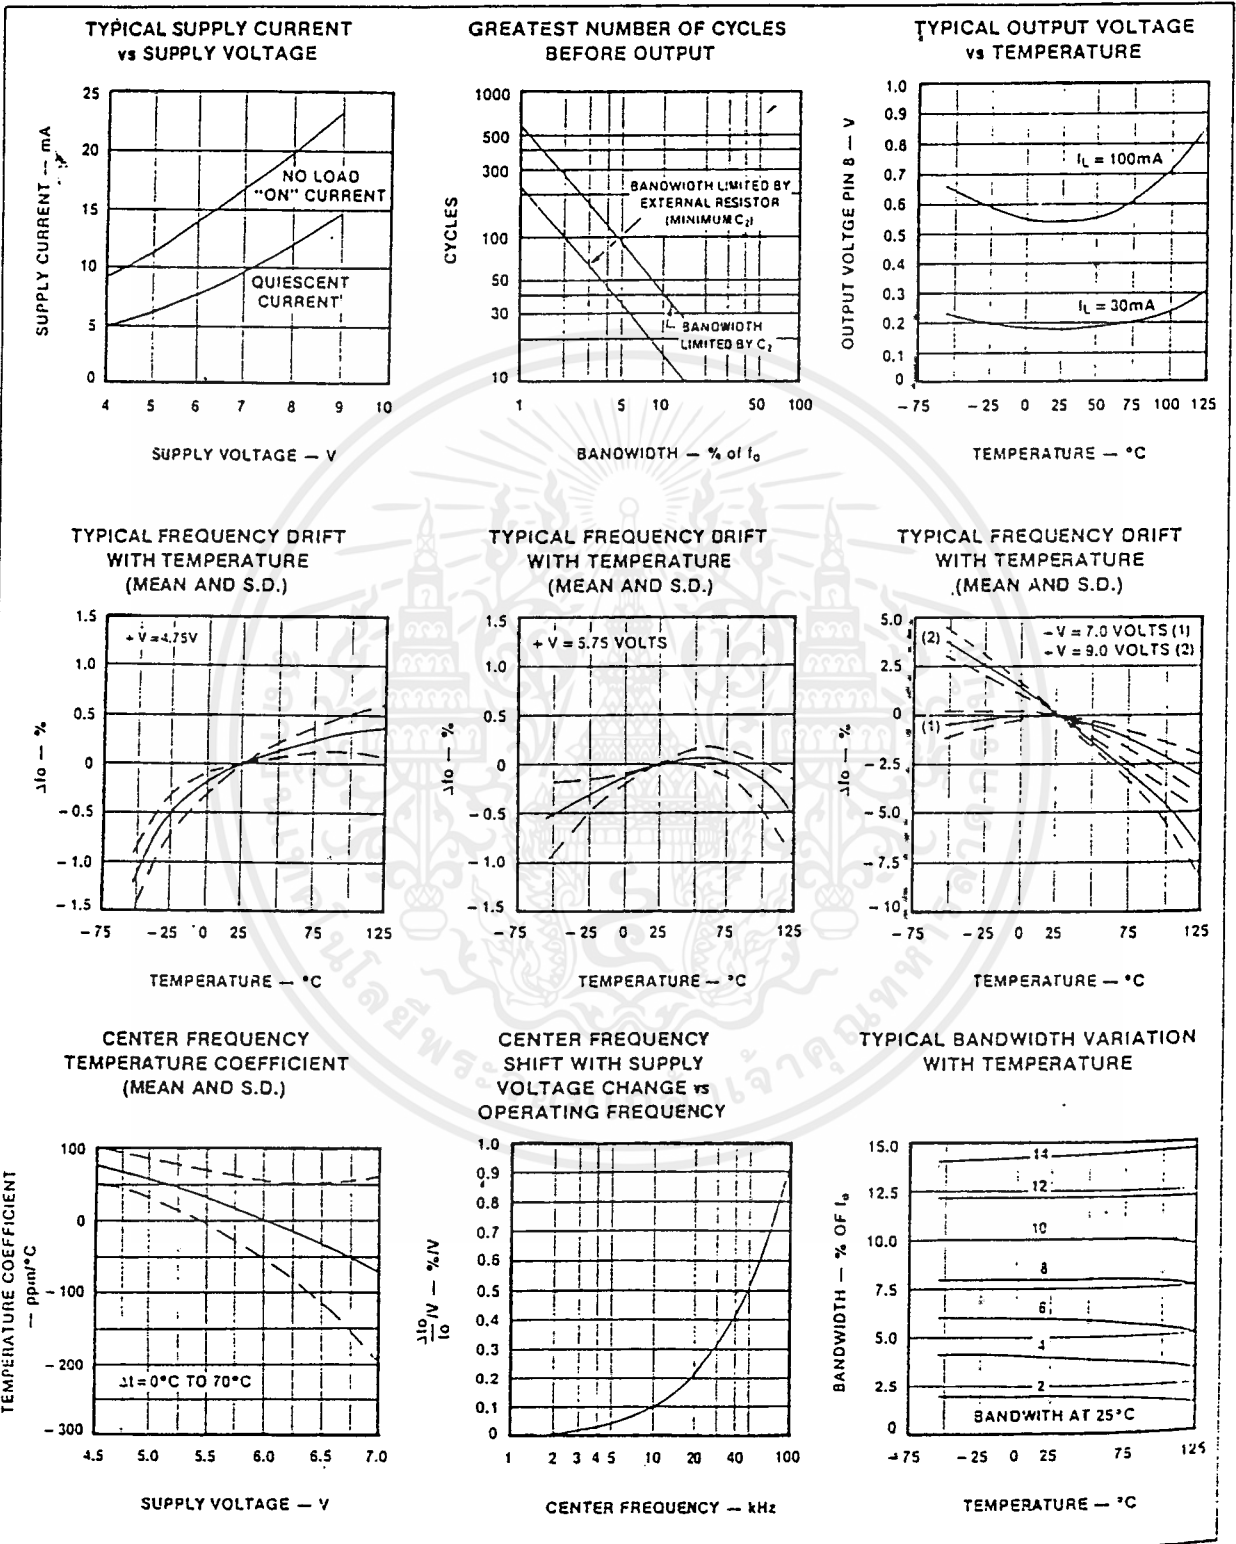 TYPICAL SUPPLY CURRENT
vs SUPPLY VOLTAGE
SUPPLY CURRENT — mA
25
20
15
10
5
0
NO LOAD
"ON" CURRENT
QUIESCENT
CURRENT
4 5 6 7 8 9 10
SUPPLY VOLTAGE — V
GREATEST NUMBER OF CYCLES
BEFORE OUTPUT
CYCLES
1000
500
300
100
50
30
10
BANDWIDTH LIMITED BY
EXTERNAL RESISTOR
(MINIMUM C₂)
BANDWIDTH
LIMITED BY C₂
1 5 10 50 100
BANDWIDTH — % of fₒ
TYPICAL OUTPUT VOLTAGE
vs TEMPERATURE
OUTPUT VOLTGE PIN 8 — V
1.0
0.9
0.8
0.7
0.6
0.5
0.4
0.3
0.2
0.1
0
I_L = 100mA
I_L = 30mA
-75 -25 0 25 50 75 100 125
TEMPERATURE — °C
TYPICAL FREQUENCY DRIFT
WITH TEMPERATURE
(MEAN AND S.D.)
Δfo — %
1.5
1.0
0.5
0
-0.5
-1.0
-1.5
+ V = 4.75V
-75 -25 0 25 75 125
TEMPERATURE — °C
TYPICAL FREQUENCY DRIFT
WITH TEMPERATURE
(MEAN AND S.D.)
Δfo — %
1.5
1.0
0.5
0
-0.5
-1.0
-1.5
+ V = 5.75 VOLTS
-75 -25 0 25 75 125
TEMPERATURE — °C
TYPICAL FREQUENCY DRIFT
WITH TEMPERATURE
(MEAN AND S.D.)
Δfo — %
5.0
2.5
0
-2.5
-5.0
-7.5
-10
(2)
(1)
- V = 7.0 VOLTS (1)
+ V = 9.0 VOLTS (2)
-75 -25 0 25 75 125
TEMPERATURE — °C
CENTER FREQUENCY
TEMPERATURE COEFFICIENT
(MEAN AND S.D.)
TEMPERATURE COEFFICIENT
— ppm/°C
100
0
-100
-200
-300
Δt = 0°C TO 70°C
4.5 5.0 5.5 6.0 6.5 7.0
SUPPLY VOLTAGE — V
CENTER FREQUENCY
SHIFT WITH SUPPLY
VOLTAGE CHANGE vs
OPERATING FREQUENCY
Δfo/fo/V — %/V
1.0
0.9
0.8
0.7
0.6
0.5
0.4
0.3
0.2
0.1
0
1 2 3 4 5 10 20 40 100
CENTER FREQUENCY — kHz
TYPICAL BANDWIDTH VARIATION
WITH TEMPERATURE
BANDWIDTH — % OF fₒ
15.0
12.5
10.0
7.5
5.0
2.5
0
14
12
10
8
6
4
2
BANDWITH AT 25°C
-75 -25 0 25 75 125
TEMPERATURE — °C